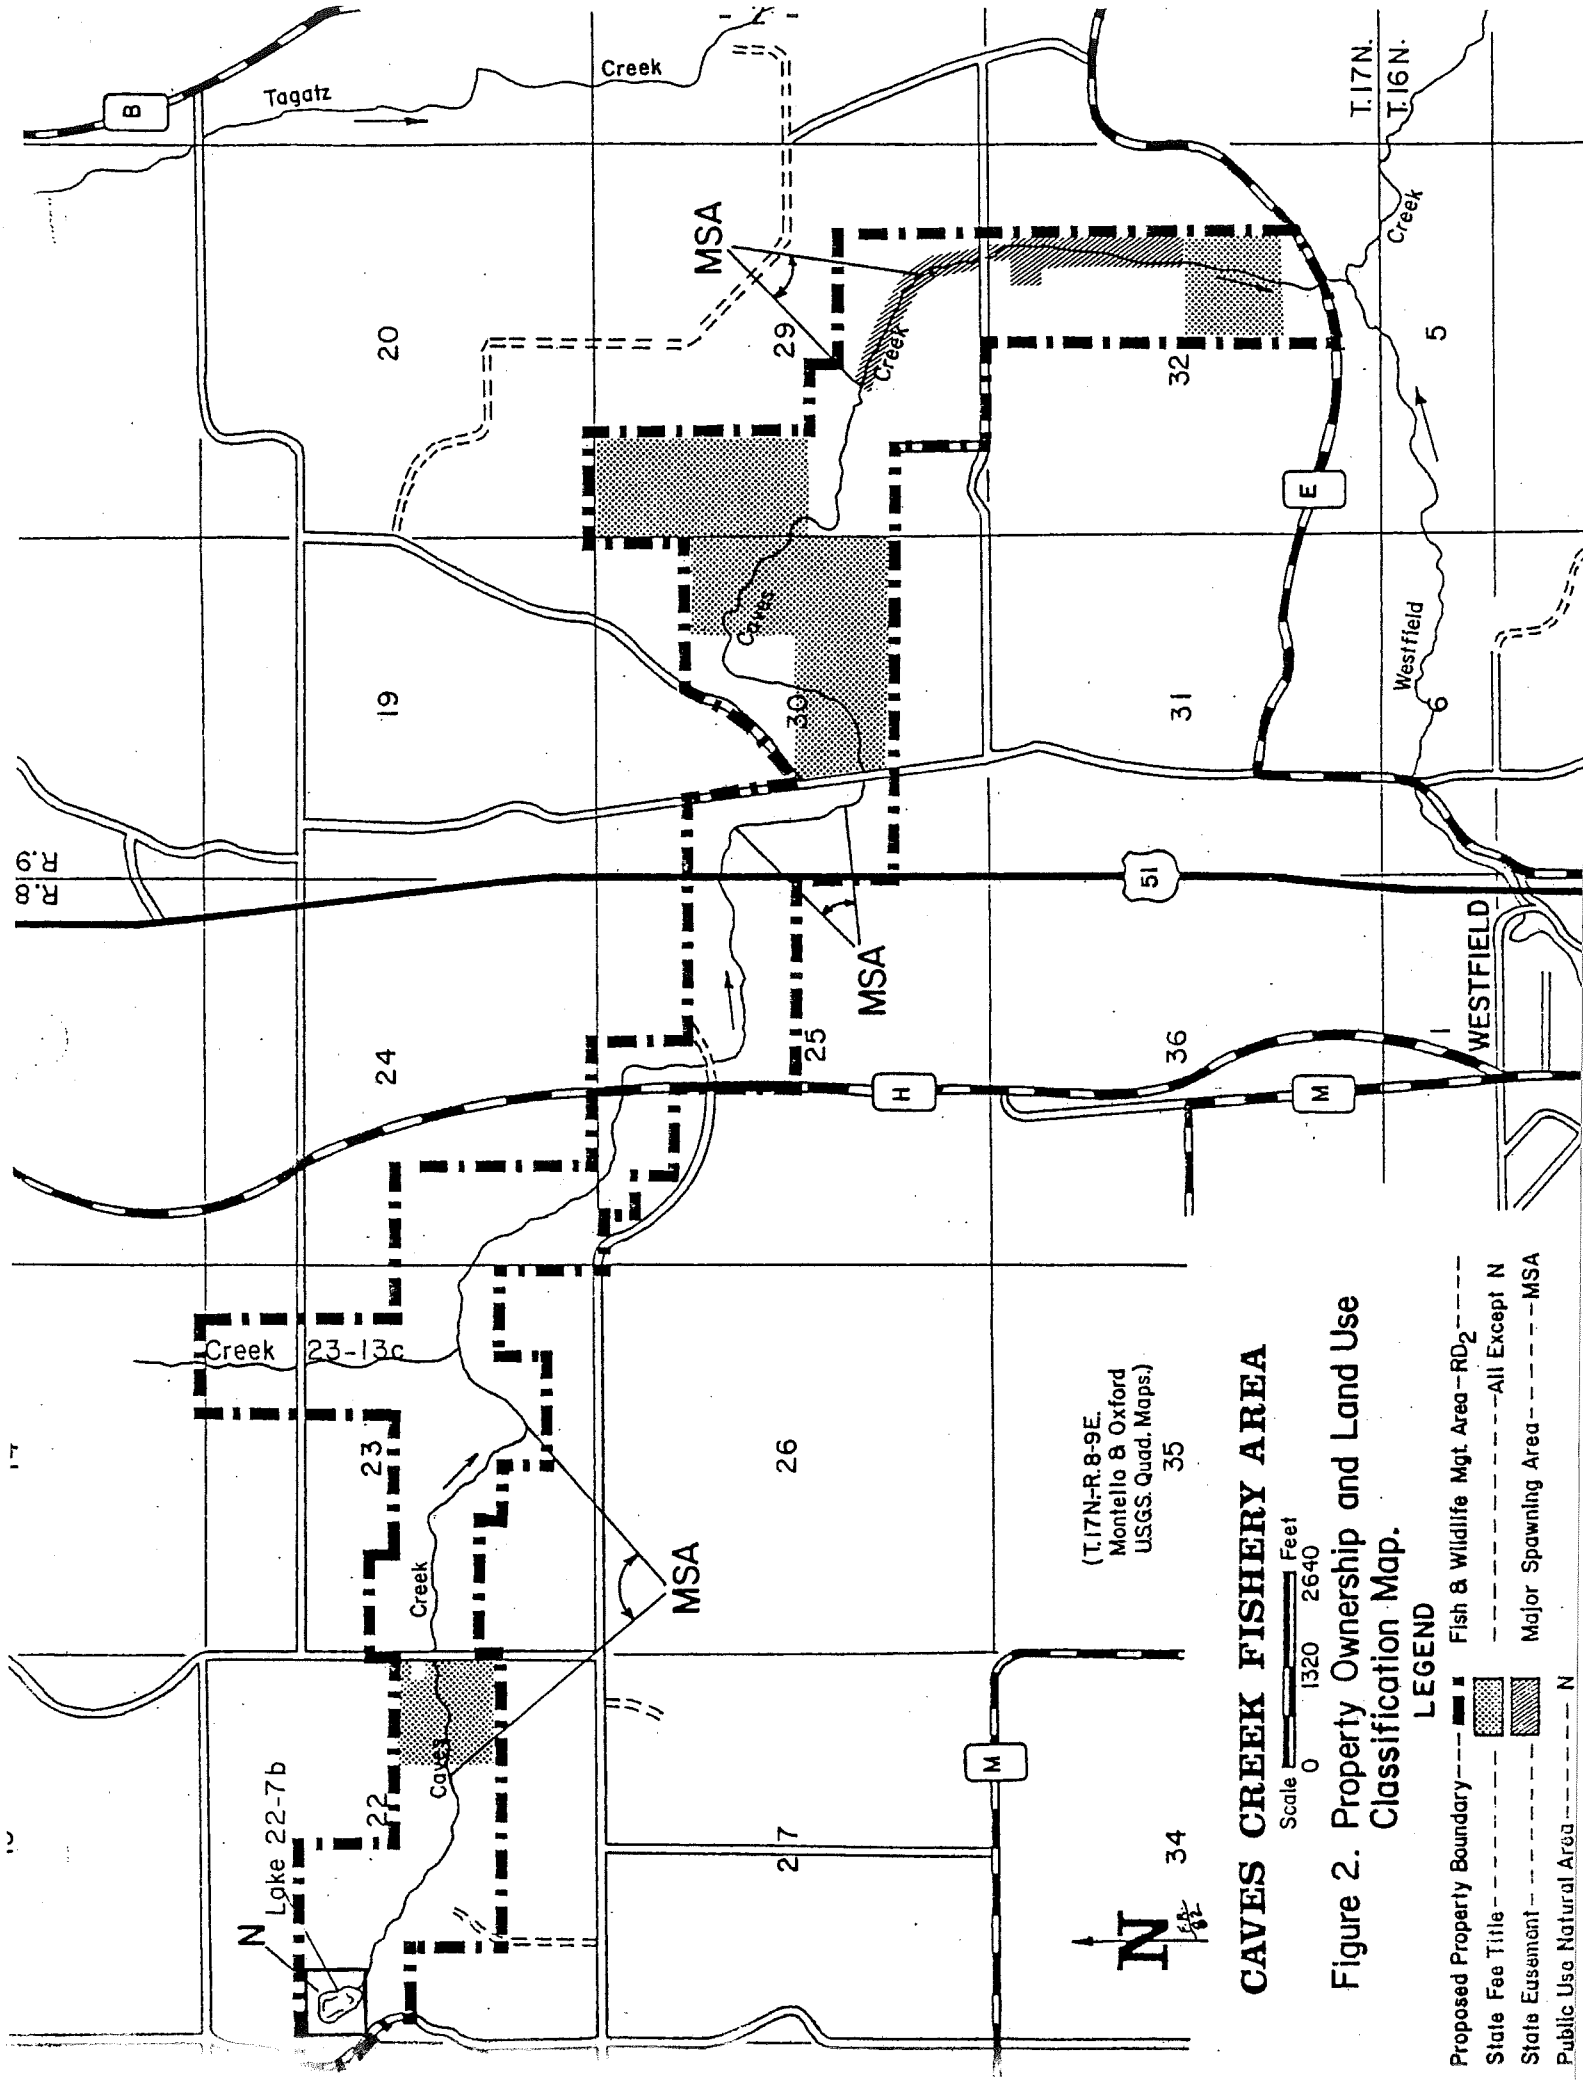 B
Tagatz
Creek
20
19
24
23
22
R.8
R.9
Creek 23-13c
Lake 22-7b
N
MSA
29
Creek
30
Caves
25
MSA
26
27
Creek
Caves
MSA
T.17N.
T.16N.
Creek
32
31
36
35
34
5
6
1
E
51
H
M
M
Westfield
WESTFIELD
(T.17N.-R.8-9E.
Montello & Oxford
U.S.G.S. Quad. Maps.)
N
CAVES CREEK FISHERY AREA
Scale Feet
0 1320 2640
Figure 2. Property Ownership and Land Use
Classification Map.
LEGEND
Proposed Property Boundary
State Fee Title
State Easement
Public Use Natural Area N
Fish & Wildlife Mgt. Area-RD2
All Except N
Major Spawning Area MSA